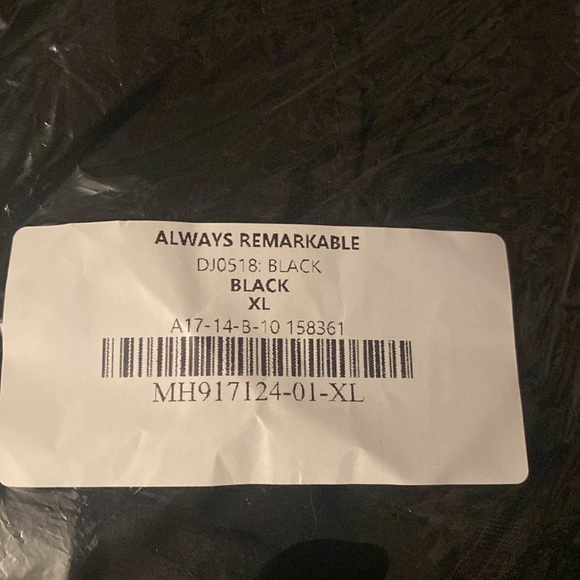 ALWAYS REMARKABLE
DJ0518: BLACK
BLACK
XL
A17-14-B-10 158361
MH917124-01-XL